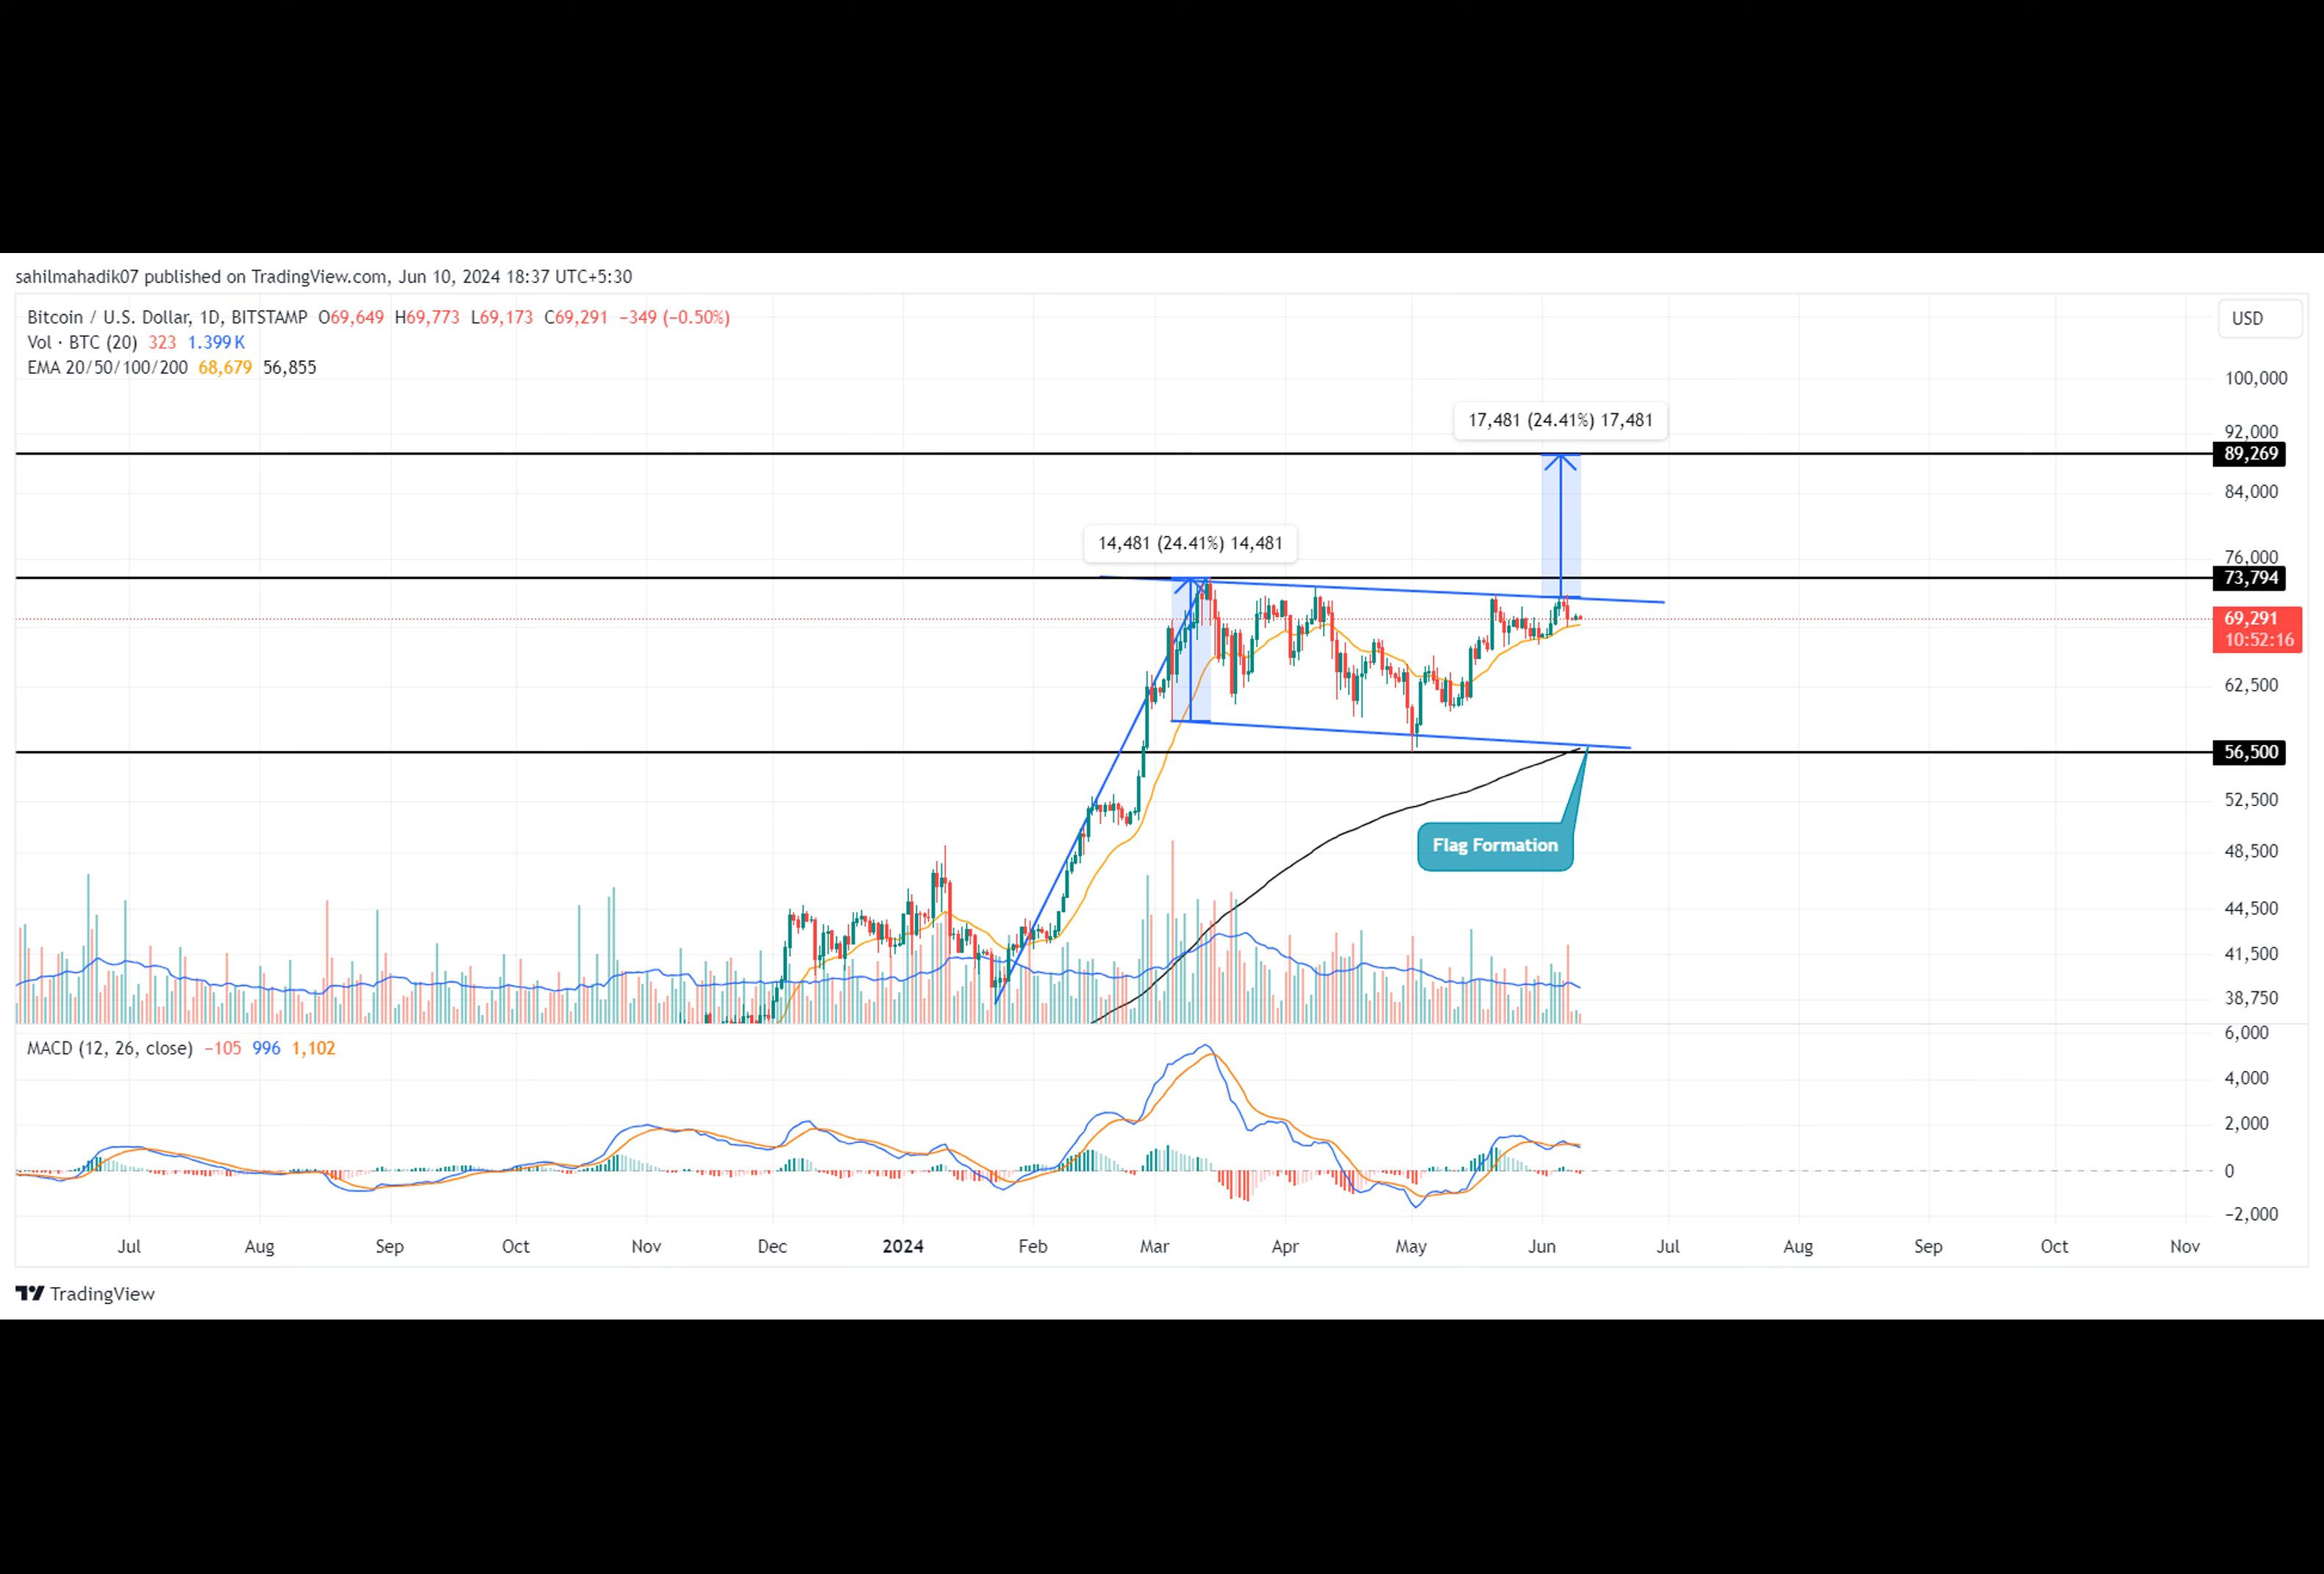 sahilmahadik07 published on TradingView.com, Jun 10, 2024 18:37 UTC+5:30
Bitcoin / U.S. Dollar, 1D, BITSTAMP O69,649 H69,773 L69,173 C69,291 −349 (−0.50%)
Vol · BTC (20) 323 1.399 K
EMA 20/50/100/200 68,679 56,855
USD
100,000
17,481 (24.41%) 17,481
92,000
89,269
84,000
14,481 (24.41%) 14,481
76,000
73,794
69,291
10:52:16
62,500
56,500
52,500
Flag Formation
48,500
44,500
41,500
38,750
6,000
MACD (12, 26, close) −105 996 1,102
4,000
2,000
0
−2,000
Jul Aug Sep Oct Nov Dec 2024 Feb Mar Apr May Jun Jul Aug Sep Oct Nov
TradingView